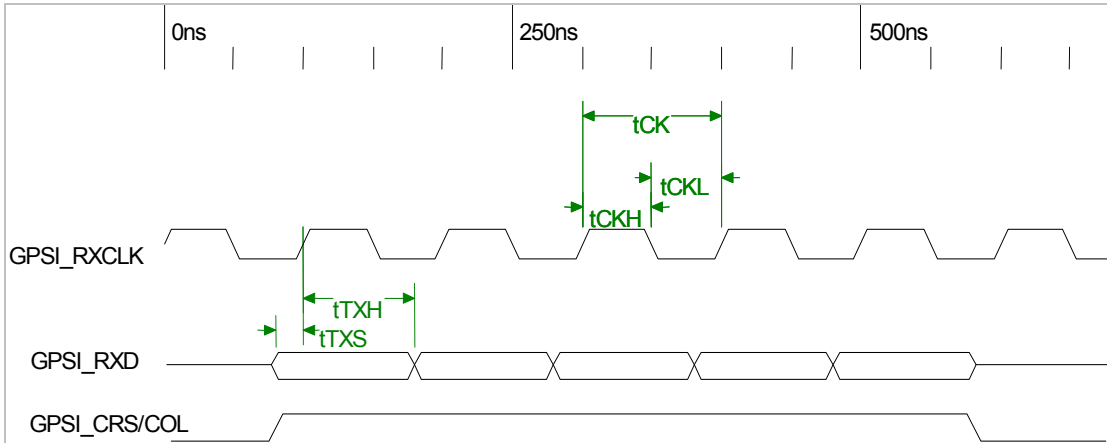 0ns 250ns 500ns
tCK
tCKL
tCKH
GPSI_RXCLK
tTXH
tTXS
GPSI_RXD
GPSI_CRS/COL